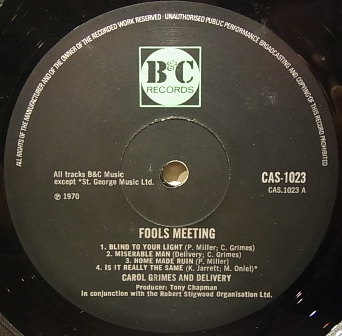 ALL RIGHTS OF THE MANUFACTURER AND OF THE OWNER OF THE RECORDED WORK RESERVED · UNAUTHORISED PUBLIC PERFORMANCE BROADCASTING AND COPYING OF THIS RECORD PROHIBITED
B&C
RECORDS
All tracks B&C Music
except *St. George Music Ltd.
℗ 1970
CAS-1023
CAS.1023 A
FOOLS MEETING
1. BLIND TO YOUR LIGHT (P. Miller; C. Grimes)
2. MISERABLE MAN (Delivery; C. Grimes)
3. HOME MADE RUIN (P. Miller)
4. IS IT REALLY THE SAME (K. Jarrett; M. Oniel)*
CAROL GRIMES AND DELIVERY
Producer: Tony Chapman
In conjunction with the Robert Stigwood Organisation Ltd.